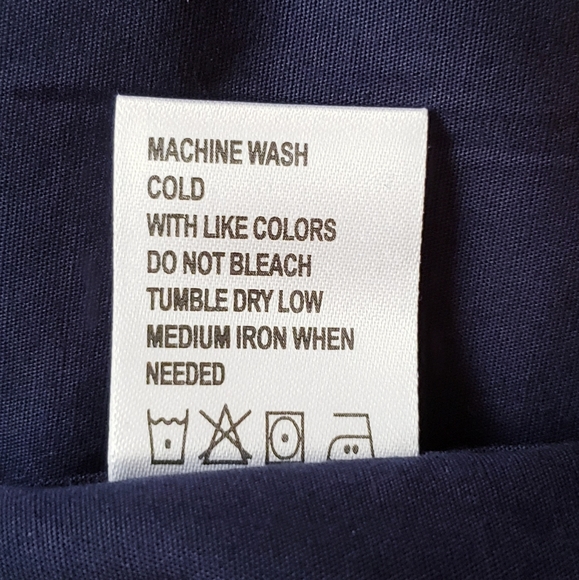 MACHINE WASH
COLD
WITH LIKE COLORS
DO NOT BLEACH
TUMBLE DRY LOW
MEDIUM IRON WHEN
NEEDED